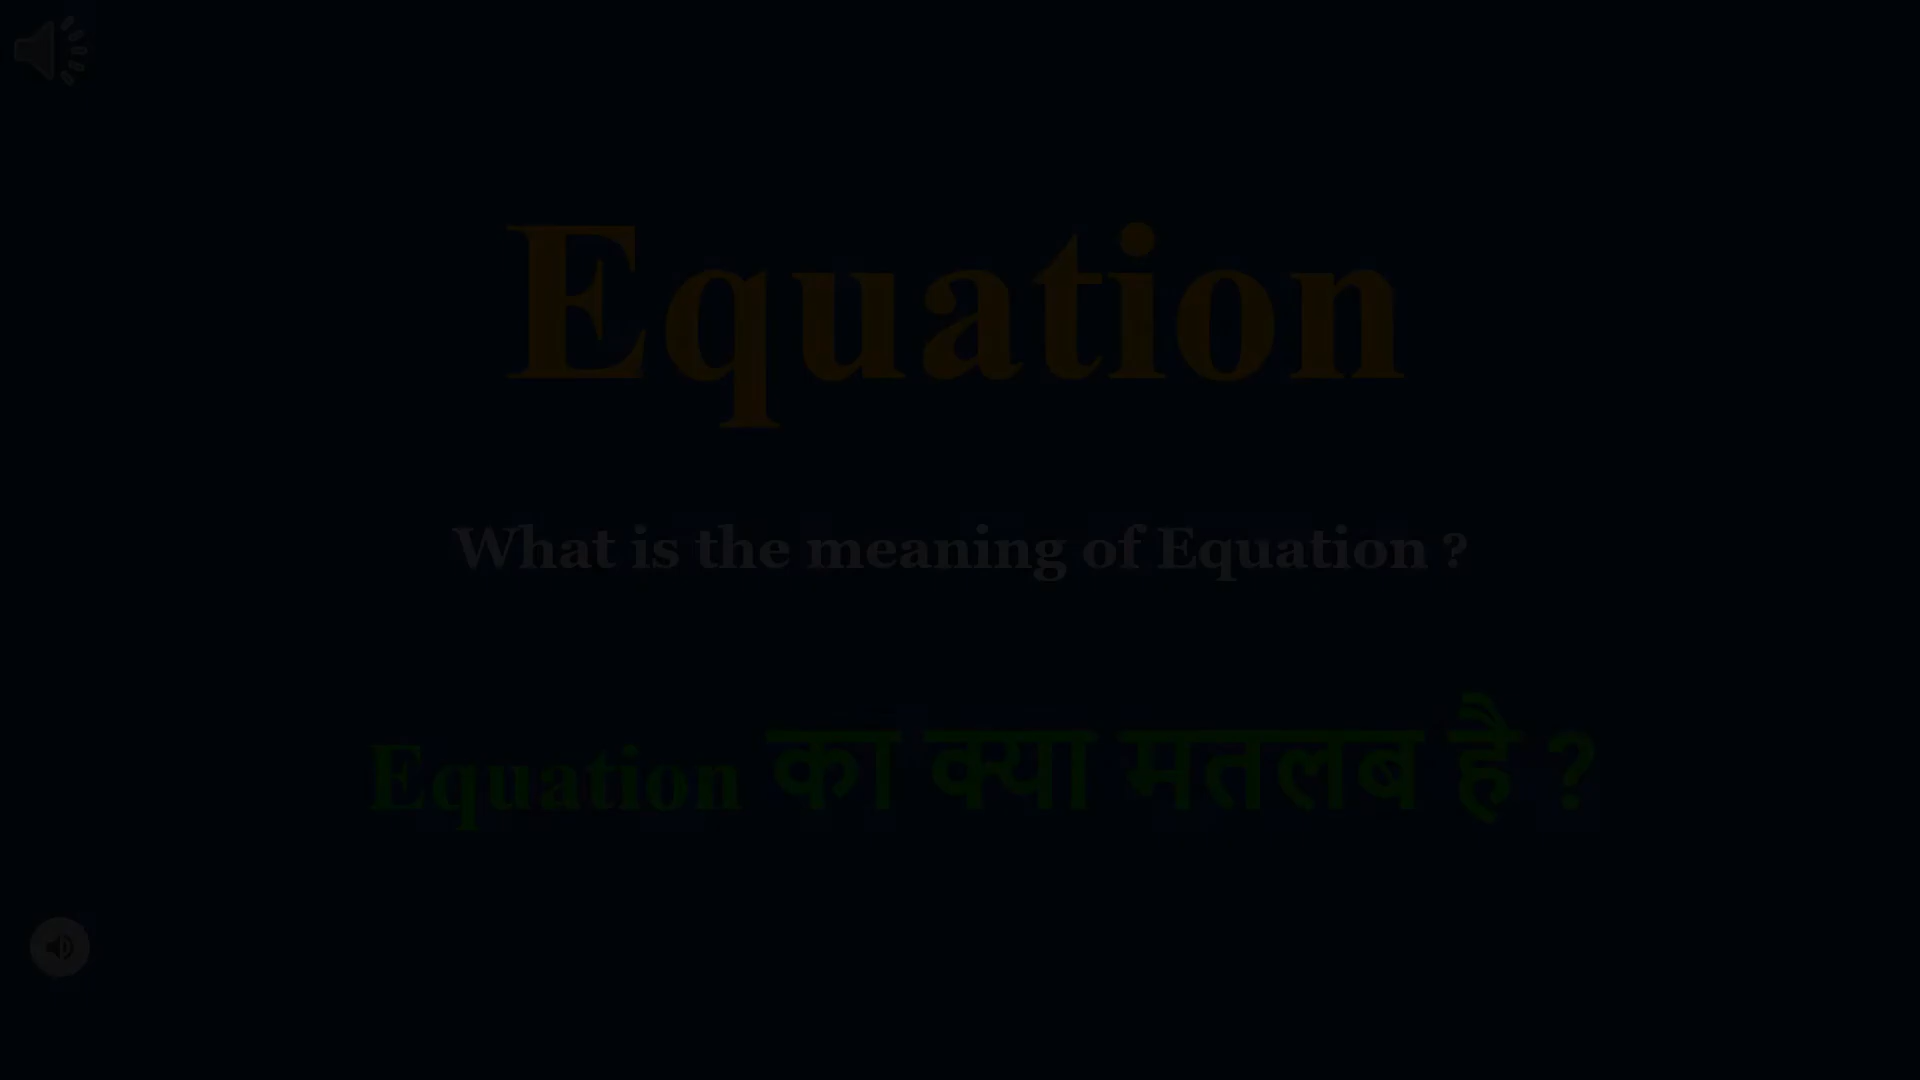 Equation
What is the meaning of Equation ?
Equation का क्या मतलब है ?